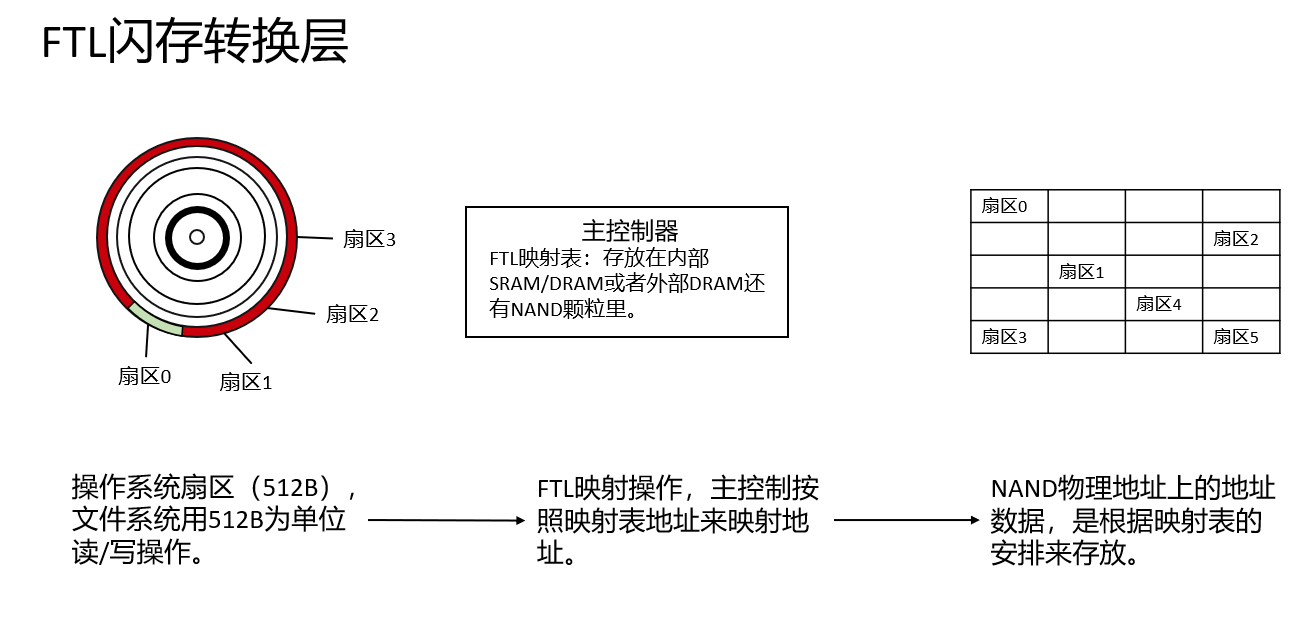 FTL闪存转换层
扇区3
扇区2
扇区0
扇区1
主控制器
FTL映射表：存放在内部
SRAM/DRAM或者外部DRAM还
有NAND颗粒里。
扇区0
扇区2
扇区1
扇区4
扇区3
扇区5
操作系统扇区（512B），
文件系统用512B为单位
读/写操作。
FTL映射操作，主控制按
照映射表地址来映射地
址。
NAND物理地址上的地址
数据，是根据映射表的
安排来存放。